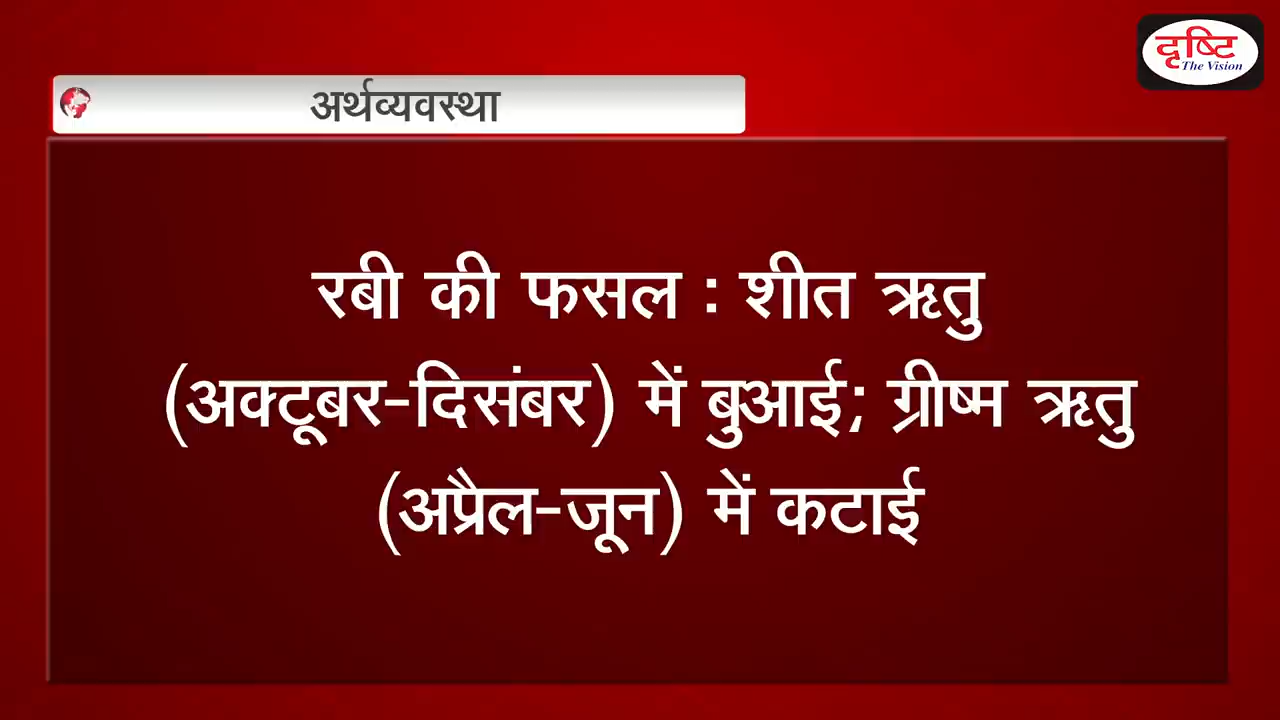 दृष्टि
The Vision
अर्थव्यवस्था
रबी की फसल : शीत ऋतु
(अक्टूबर-दिसंबर) में बुआई; ग्रीष्म ऋतु
(अप्रैल-जून) में कटाई